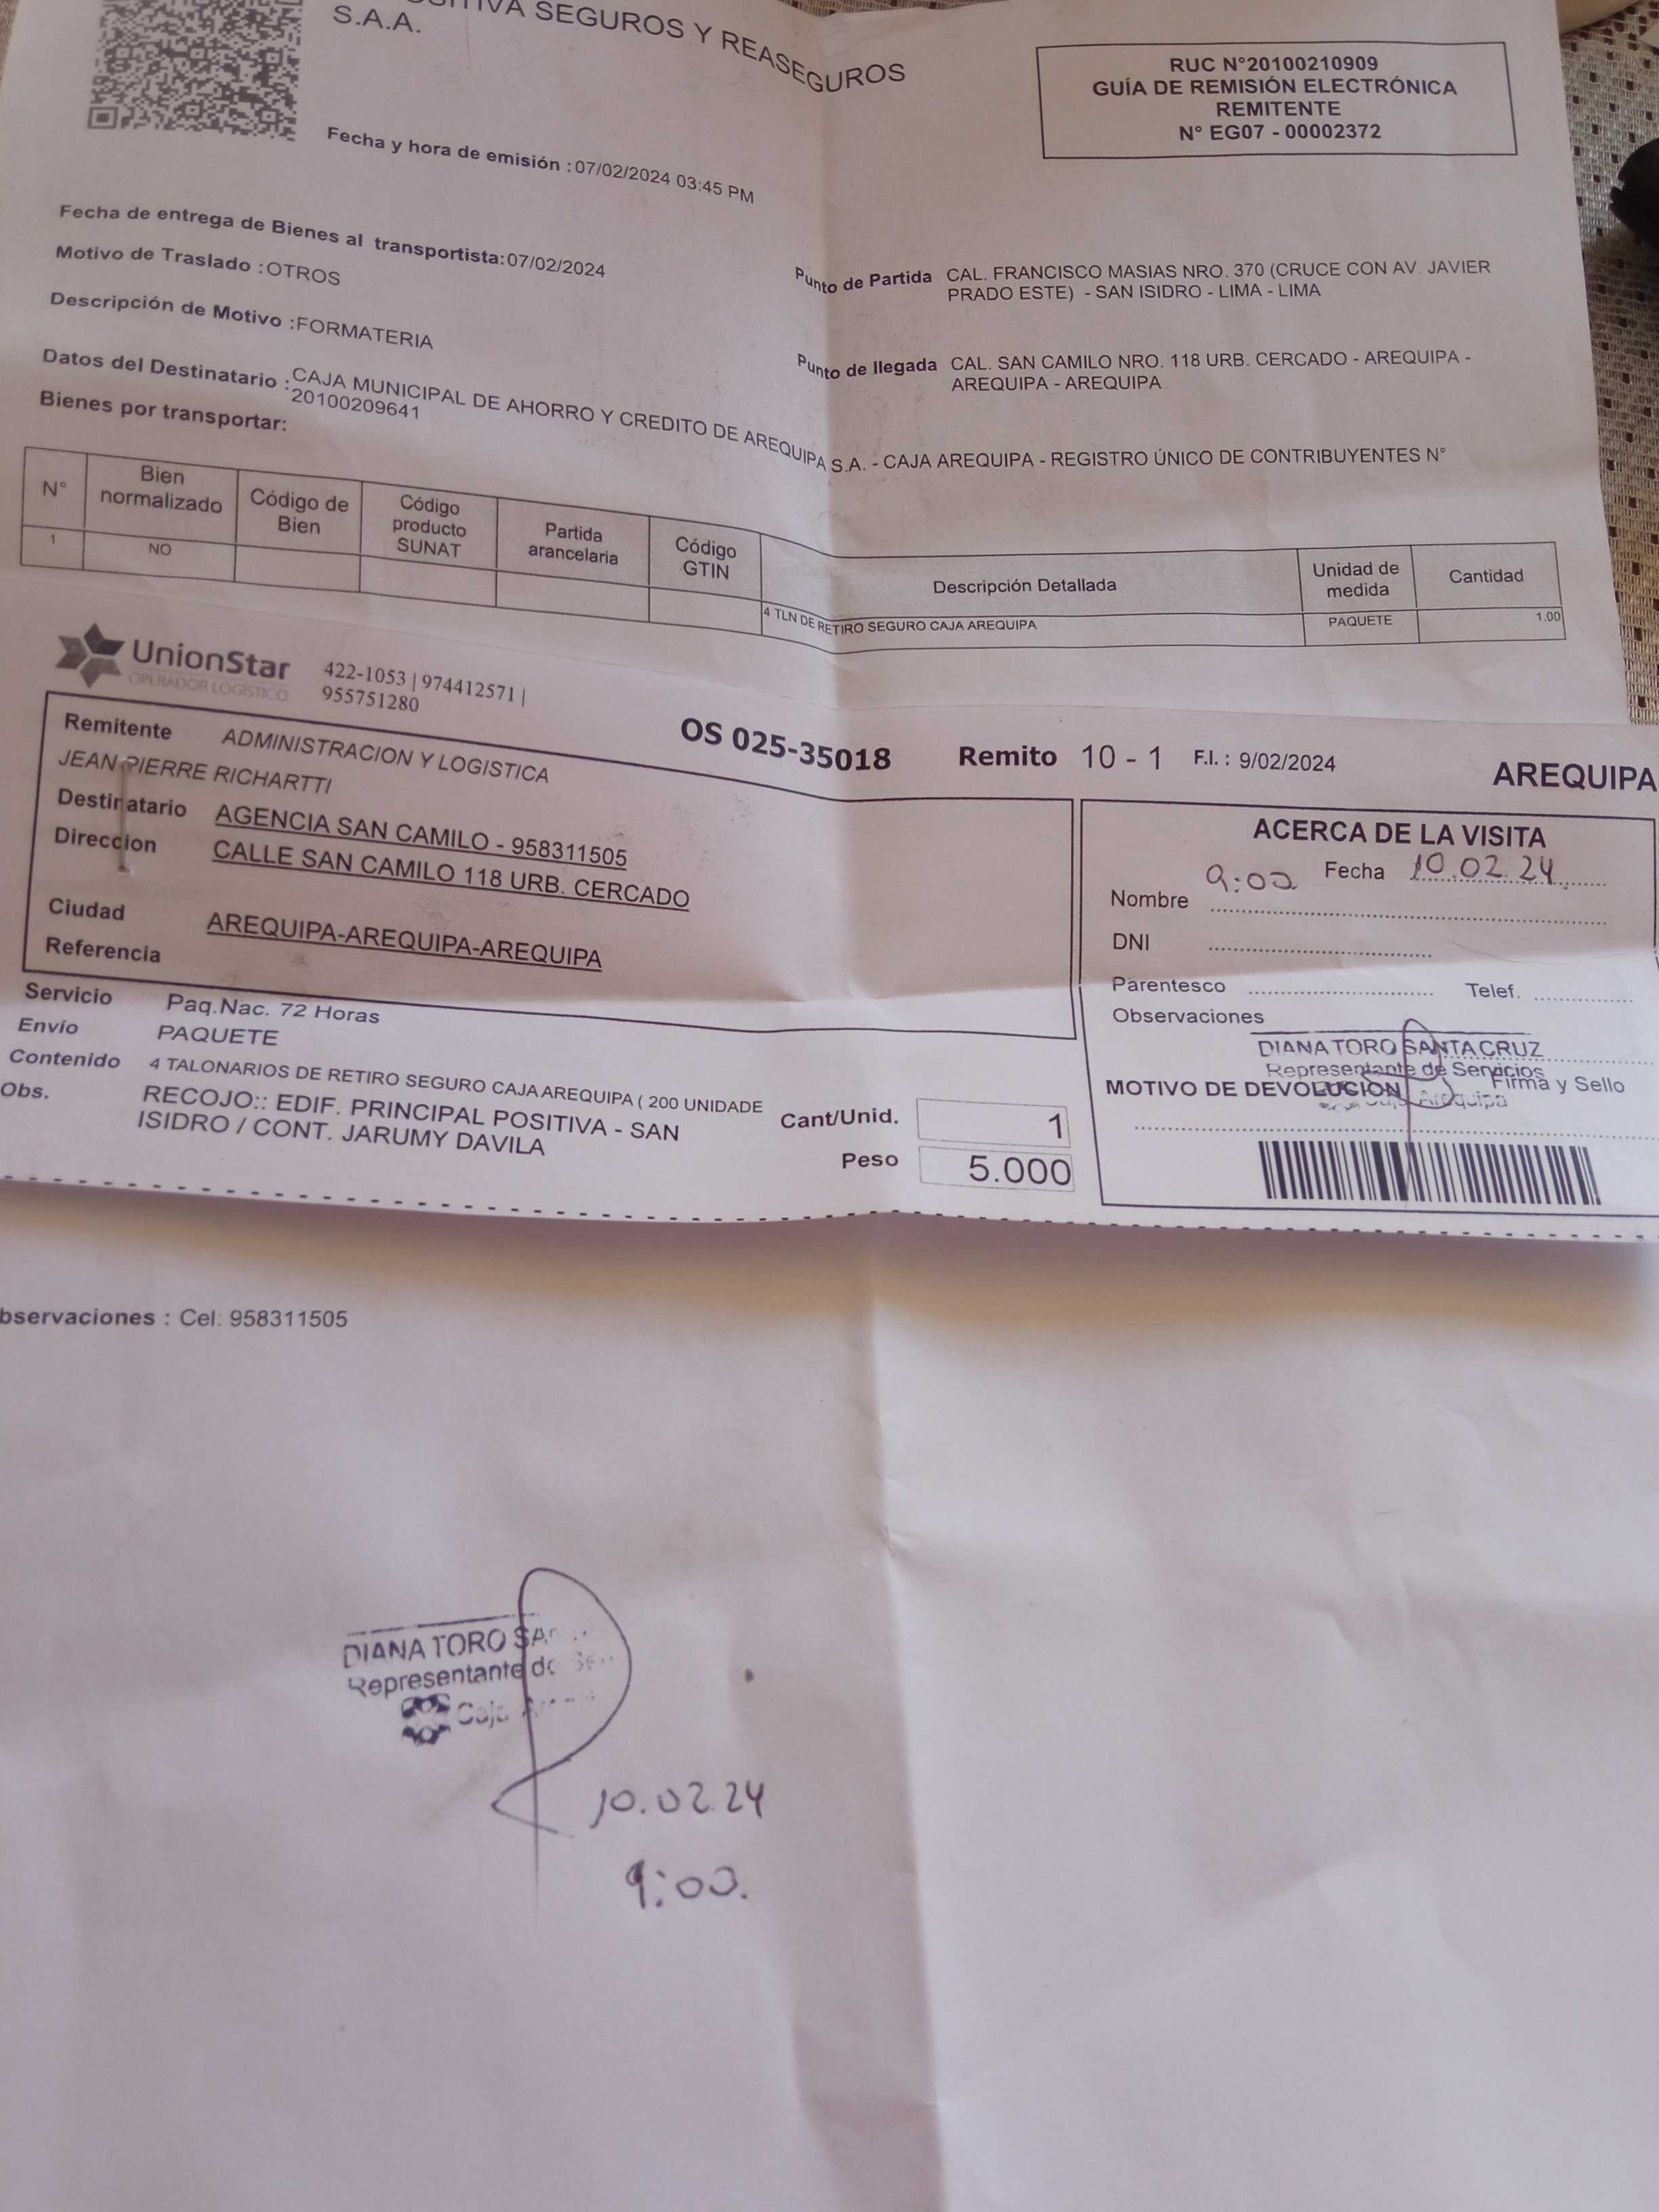 SEGUROS Y REASEGUROS
S.A.A.
RUC N°20100210909
GUÍA DE REMISIÓN ELECTRÓNICA
REMITENTE
N° EG07 - 00002372
Fecha y hora de emisión : 07/02/2024 03:45 PM
Fecha de entrega de Bienes al transportista: 07/02/2024
Motivo de Traslado : OTROS
Descripción de Motivo : FORMATERIA
Punto de Partida CAL. FRANCISCO MASIAS NRO. 370 (CRUCE CON AV. JAVIER
PRADO ESTE) - SAN ISIDRO - LIMA - LIMA
Punto de llegada CAL. SAN CAMILO NRO. 118 URB. CERCADO - AREQUIPA -
AREQUIPA - AREQUIPA
Datos del Destinatario : CAJA MUNICIPAL DE AHORRO Y CREDITO DE AREQUIPA S.A. - CAJA AREQUIPA - REGISTRO ÚNICO DE CONTRIBUYENTES N°
20100209641
Bienes por transportar:
N° Bien normalizado Código de Bien Código producto SUNAT Partida arancelaria Código GTIN Descripción Detallada Unidad de medida Cantidad
1 NO 4 TLN DE RETIRO SEGURO CAJA AREQUIPA PAQUETE 1.00
UnionStar
OPERADOR LOGÍSTICO
422-1053 | 974412571 |
955751280
OS 025-35018 Remito 10 - 1 F.I. : 9/02/2024 AREQUIPA
Remitente ADMINISTRACION Y LOGISTICA
JEAN PIERRE RICHARTTI
Destinatario AGENCIA SAN CAMILO - 958311505
Direccion CALLE SAN CAMILO 118 URB. CERCADO
Ciudad AREQUIPA-AREQUIPA-AREQUIPA
Referencia
Servicio Paq.Nac. 72 Horas
Envío PAQUETE
Contenido 4 TALONARIOS DE RETIRO SEGURO CAJA AREQUIPA ( 200 UNIDADE
Obs. RECOJO:: EDIF. PRINCIPAL POSITIVA - SAN
ISIDRO / CONT. JARUMY DAVILA
Cant/Unid. 1
Peso 5.000
ACERCA DE LA VISITA
9:00 Fecha 10.02.24
Nombre
DNI
Parentesco Telef.
Observaciones
DIANA TORO SANTA CRUZ
Representante de Servicios
Firma y Sello
MOTIVO DE DEVOLUCION
Caja Arequipa
bservaciones : Cel: 958311505
DIANA TORO
Representante de
Caja
10.02.24
9:00.